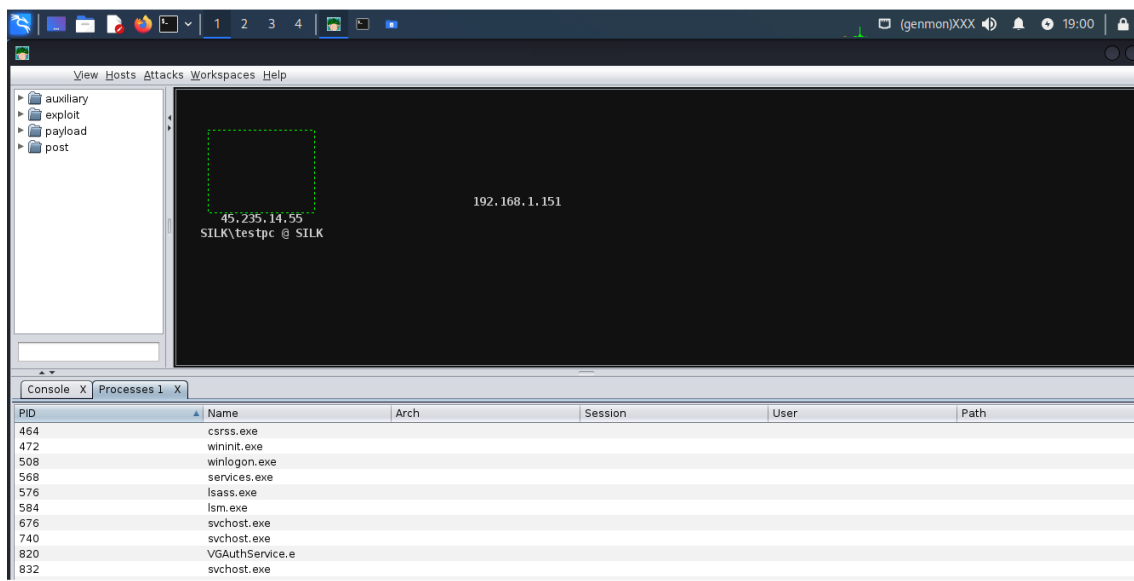 1 2 3 4 (genmon)XXX 19:00
View Hosts Attacks Workspaces Help
auxiliary
exploit
payload
post
192.168.1.151
45.235.14.55
SILK\testpc @ SILK
Console X Processes 1 X
PID Name Arch Session User Path
464 csrss.exe
472 wininit.exe
508 winlogon.exe
568 services.exe
576 lsass.exe
584 lsm.exe
676 svchost.exe
740 svchost.exe
820 VGAuthService.e
832 svchost.exe